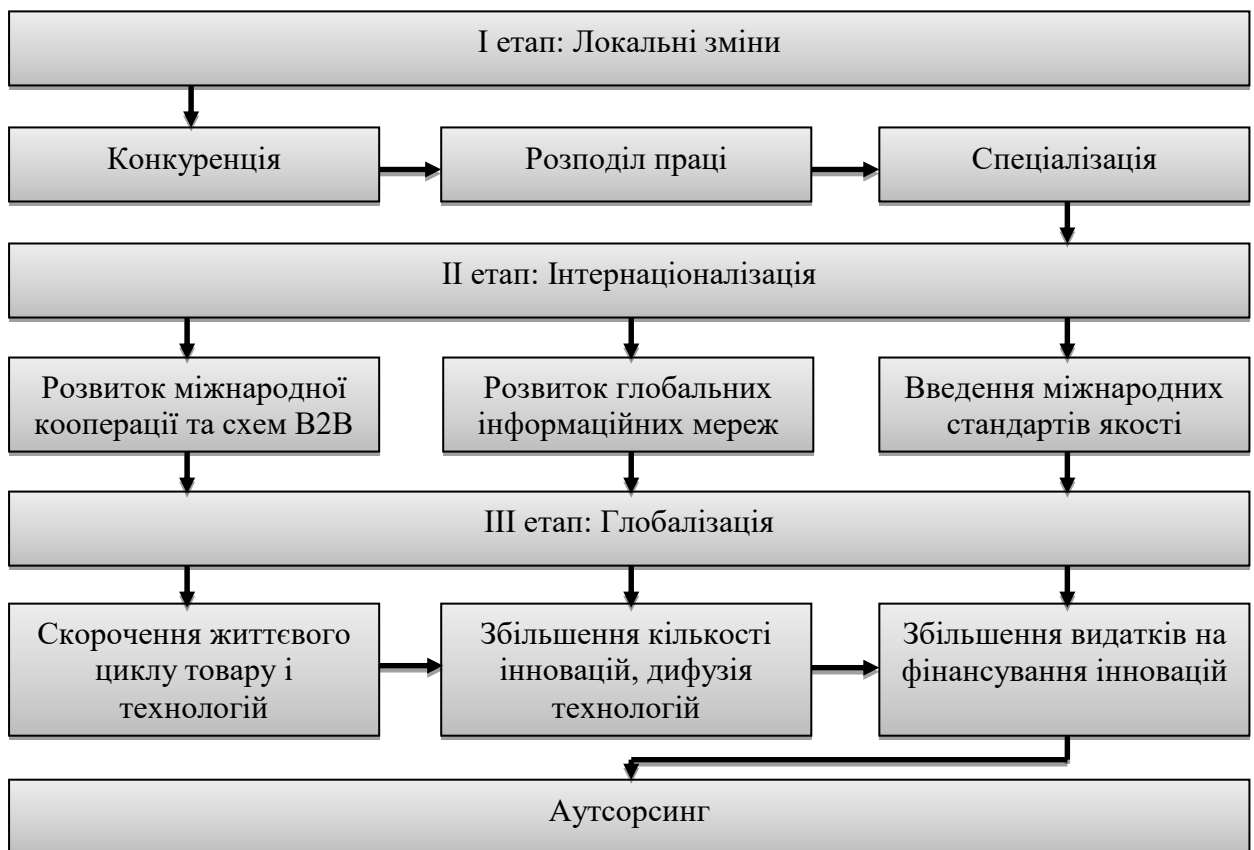 І етап: Локальні зміни
Конкуренція
Розподіл праці
Спеціалізація
ІІ етап: Інтернаціоналізація
Розвиток міжнародної
кооперації та схем В2В
Розвиток глобальних
інформаційних мереж
Введення міжнародних
стандартів якості
ІІІ етап: Глобалізація
Скорочення життєвого
циклу товару і
технологій
Збільшення кількості
інновацій, дифузія
технологій
Збільшення видатків на
фінансування інновацій
Аутсорсинг